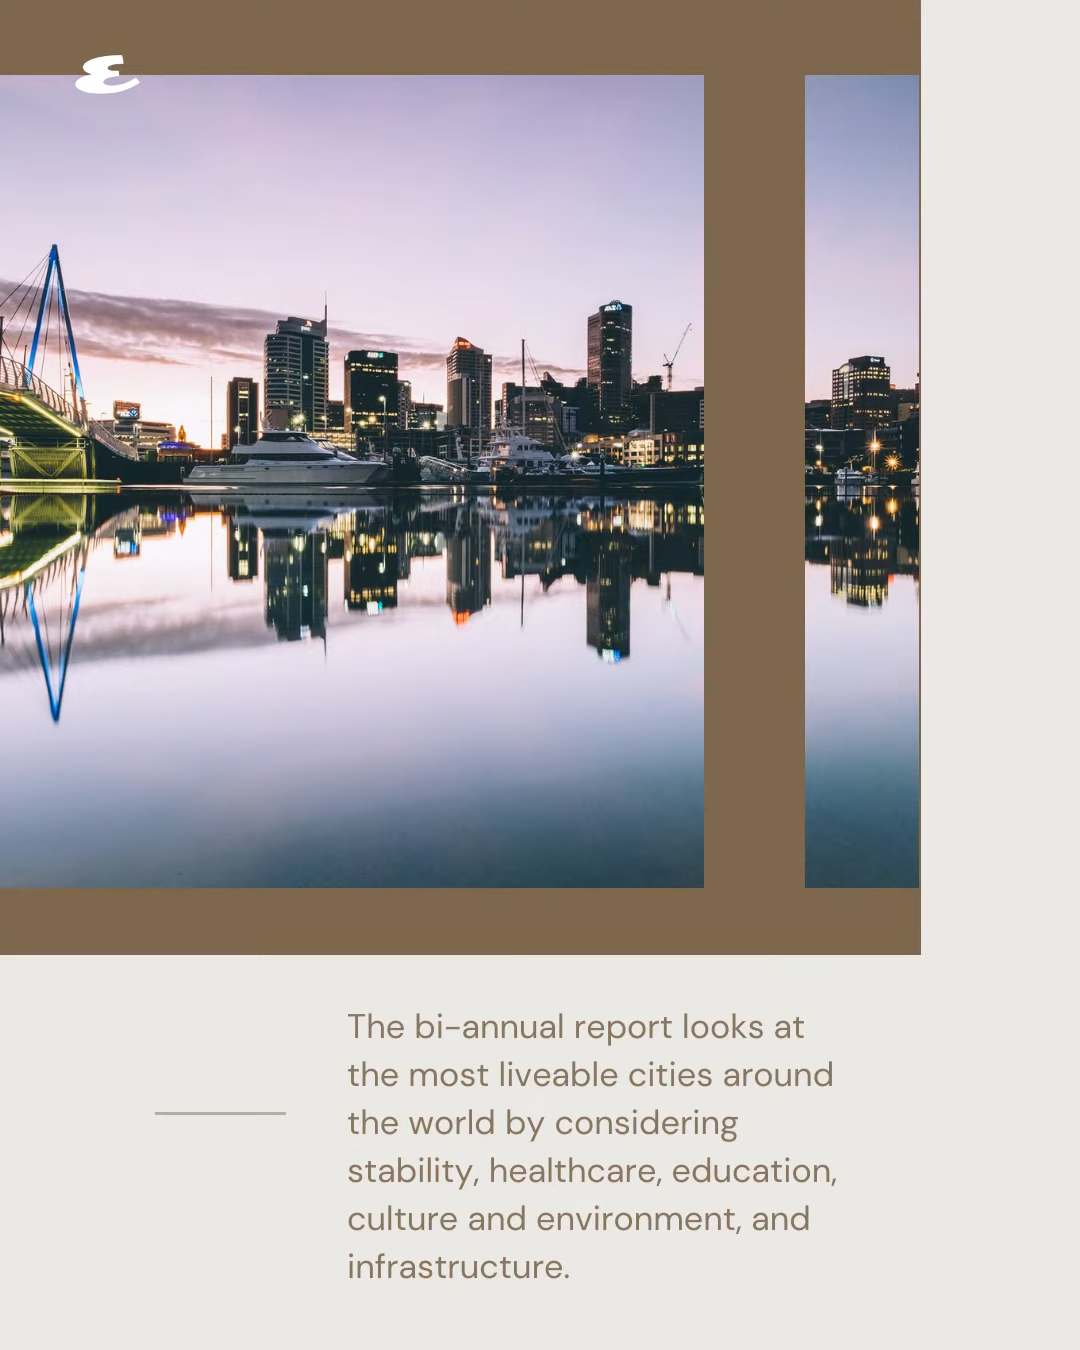 The bi-annual report looks at
the most liveable cities around
the world by considering
stability, healthcare, education,
culture and environment, and
infrastructure.